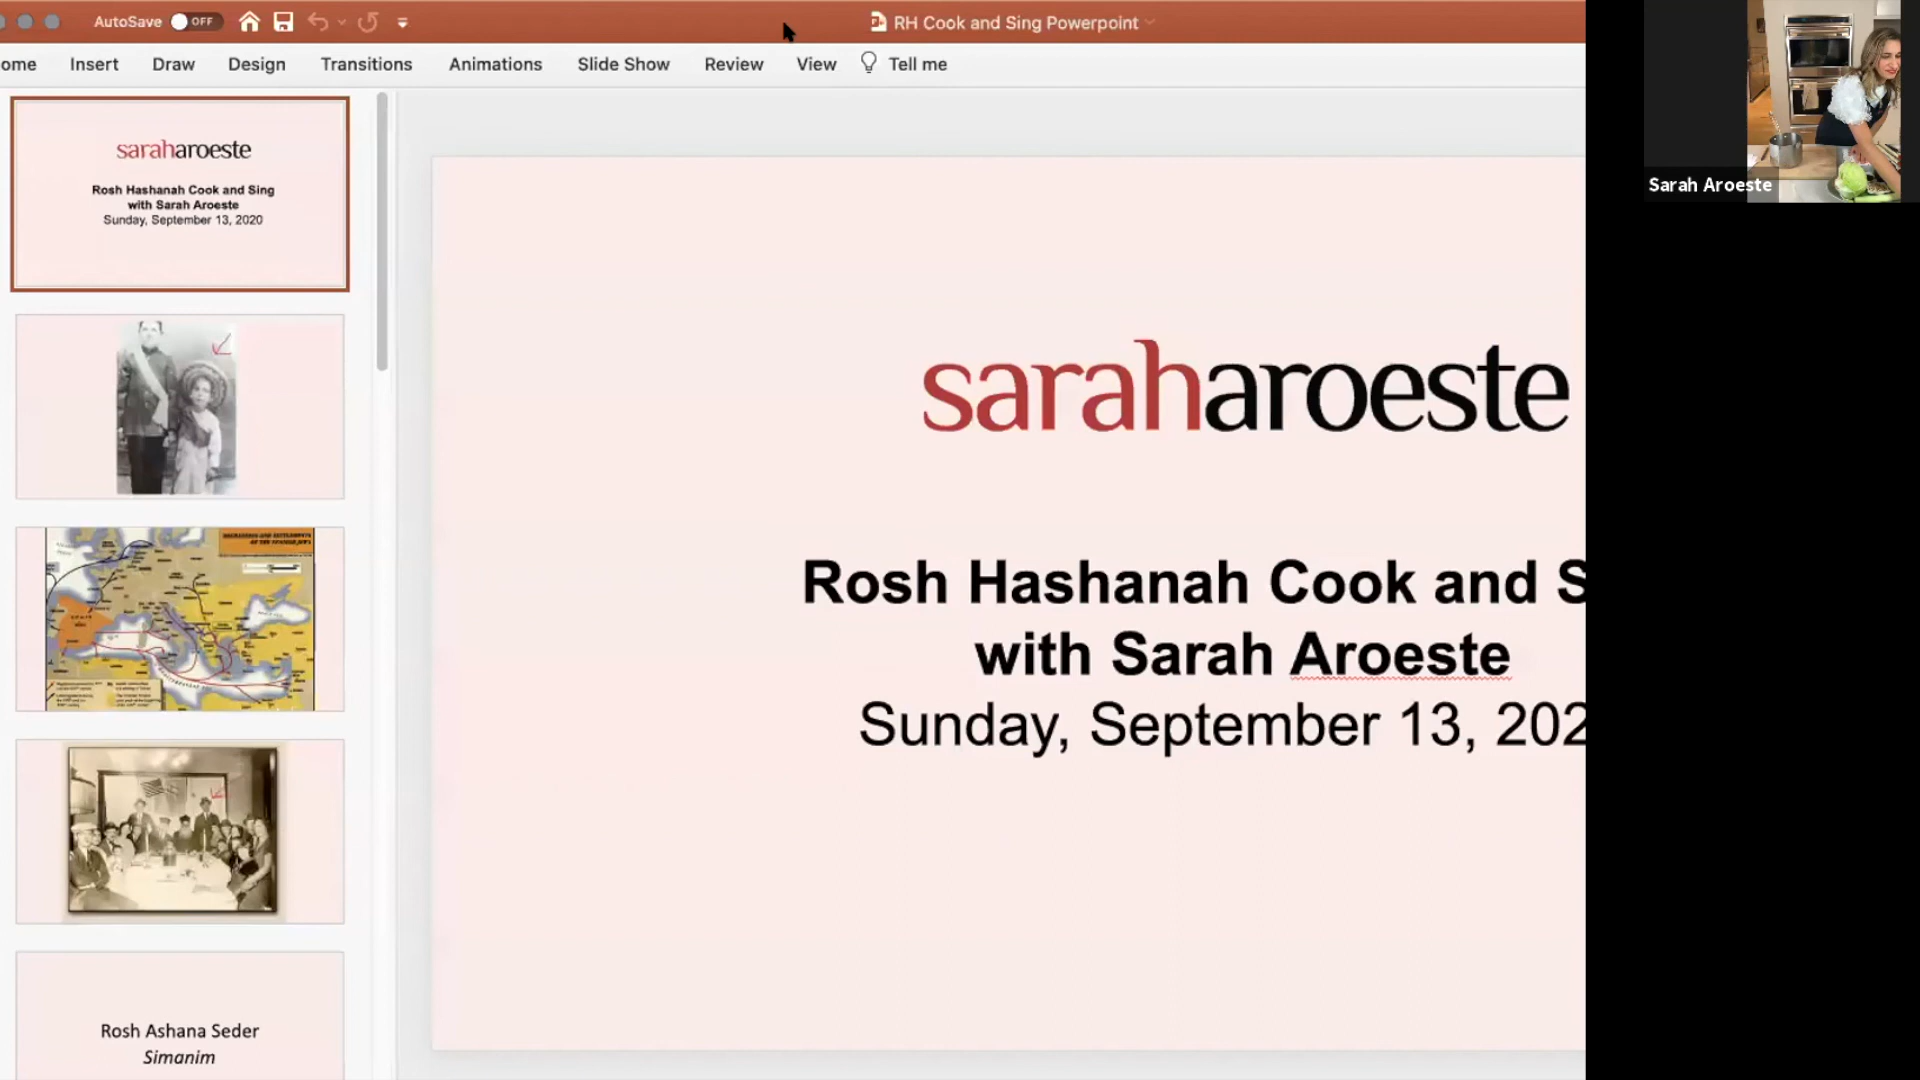 AutoSave OFF
RH Cook and Sing Powerpoint
ome Insert Draw Design Transitions Animations Slide Show Review View Tell me
saraharoeste
Rosh Hashanah Cook and Sing
with Sarah Aroeste
Sunday, September 13, 2020
Rosh Ashana Seder
Simanim
saraharoeste
Rosh Hashanah Cook and S
with Sarah Aroeste
Sunday, September 13, 202
Sarah Aroeste